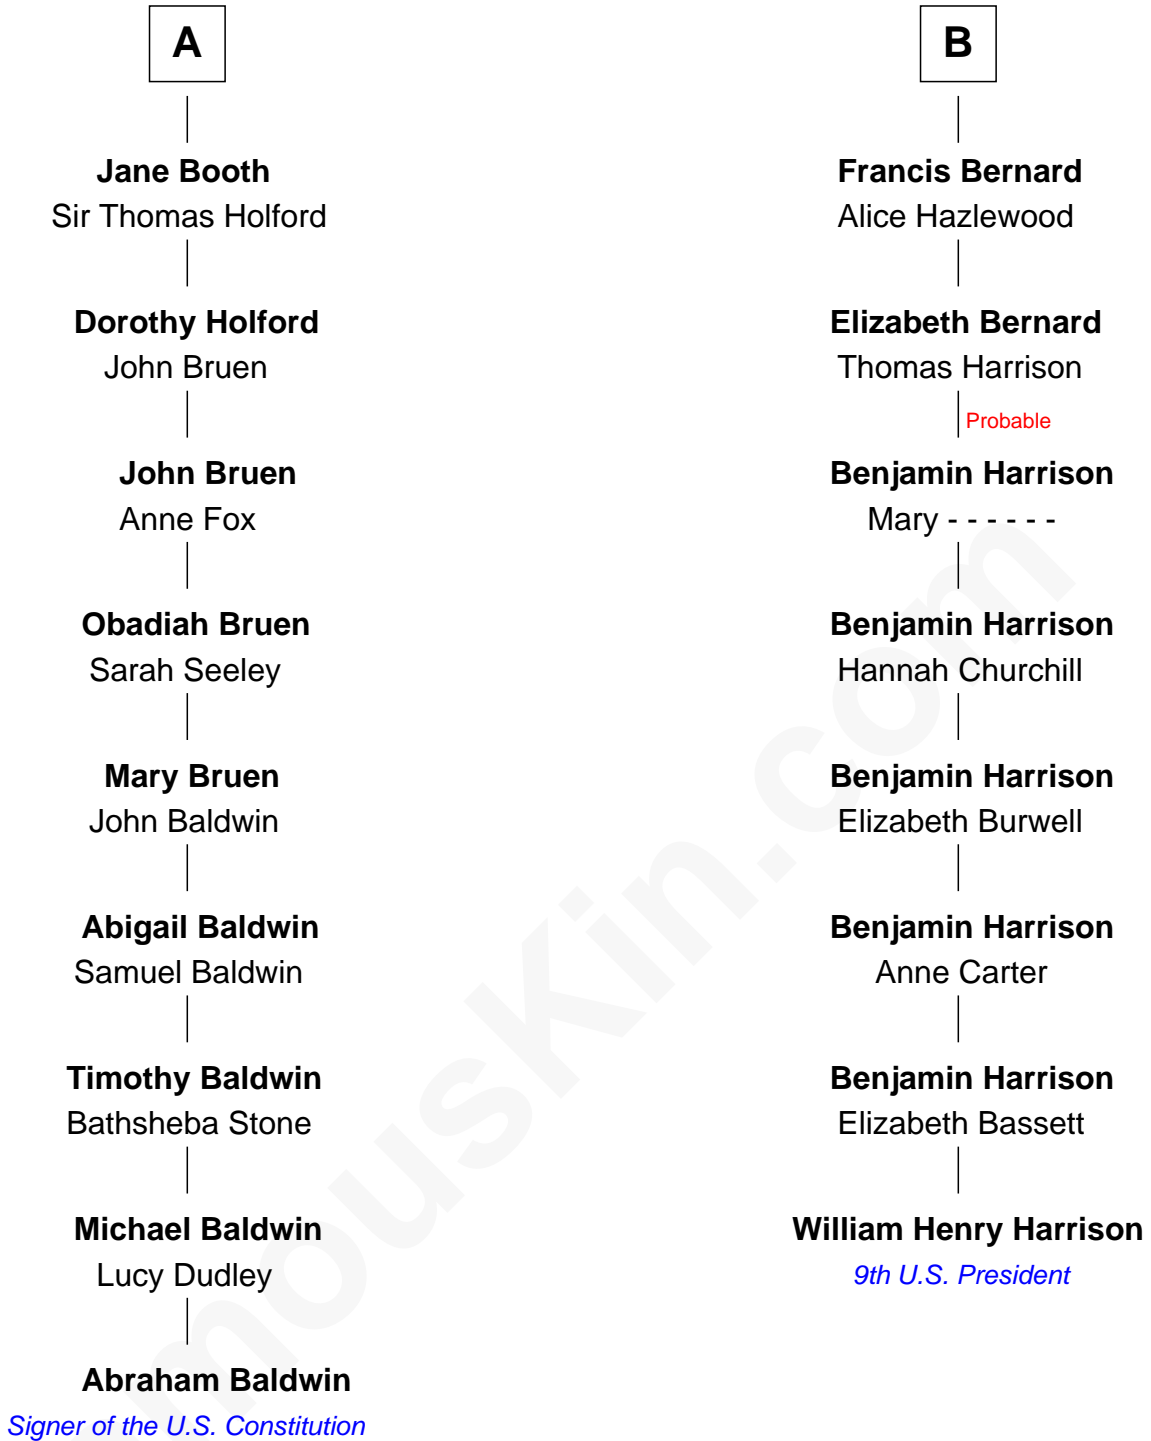 A
Jane Booth
Sir Thomas Holford
Dorothy Holford
John Bruen
John Bruen
Anne Fox
Obadiah Bruen
Sarah Seeley
Mary Bruen
John Baldwin
Abigail Baldwin
Samuel Baldwin
Timothy Baldwin
Bathsheba Stone
Michael Baldwin
Lucy Dudley
Abraham Baldwin
Signer of the U.S. Constitution
B
Francis Bernard
Alice Hazlewood
Elizabeth Bernard
Thomas Harrison
Probable
Benjamin Harrison
Mary - - - - - -
Benjamin Harrison
Hannah Churchill
Benjamin Harrison
Elizabeth Burwell
Benjamin Harrison
Anne Carter
Benjamin Harrison
Elizabeth Bassett
William Henry Harrison
9th U.S. President
mousKin.com